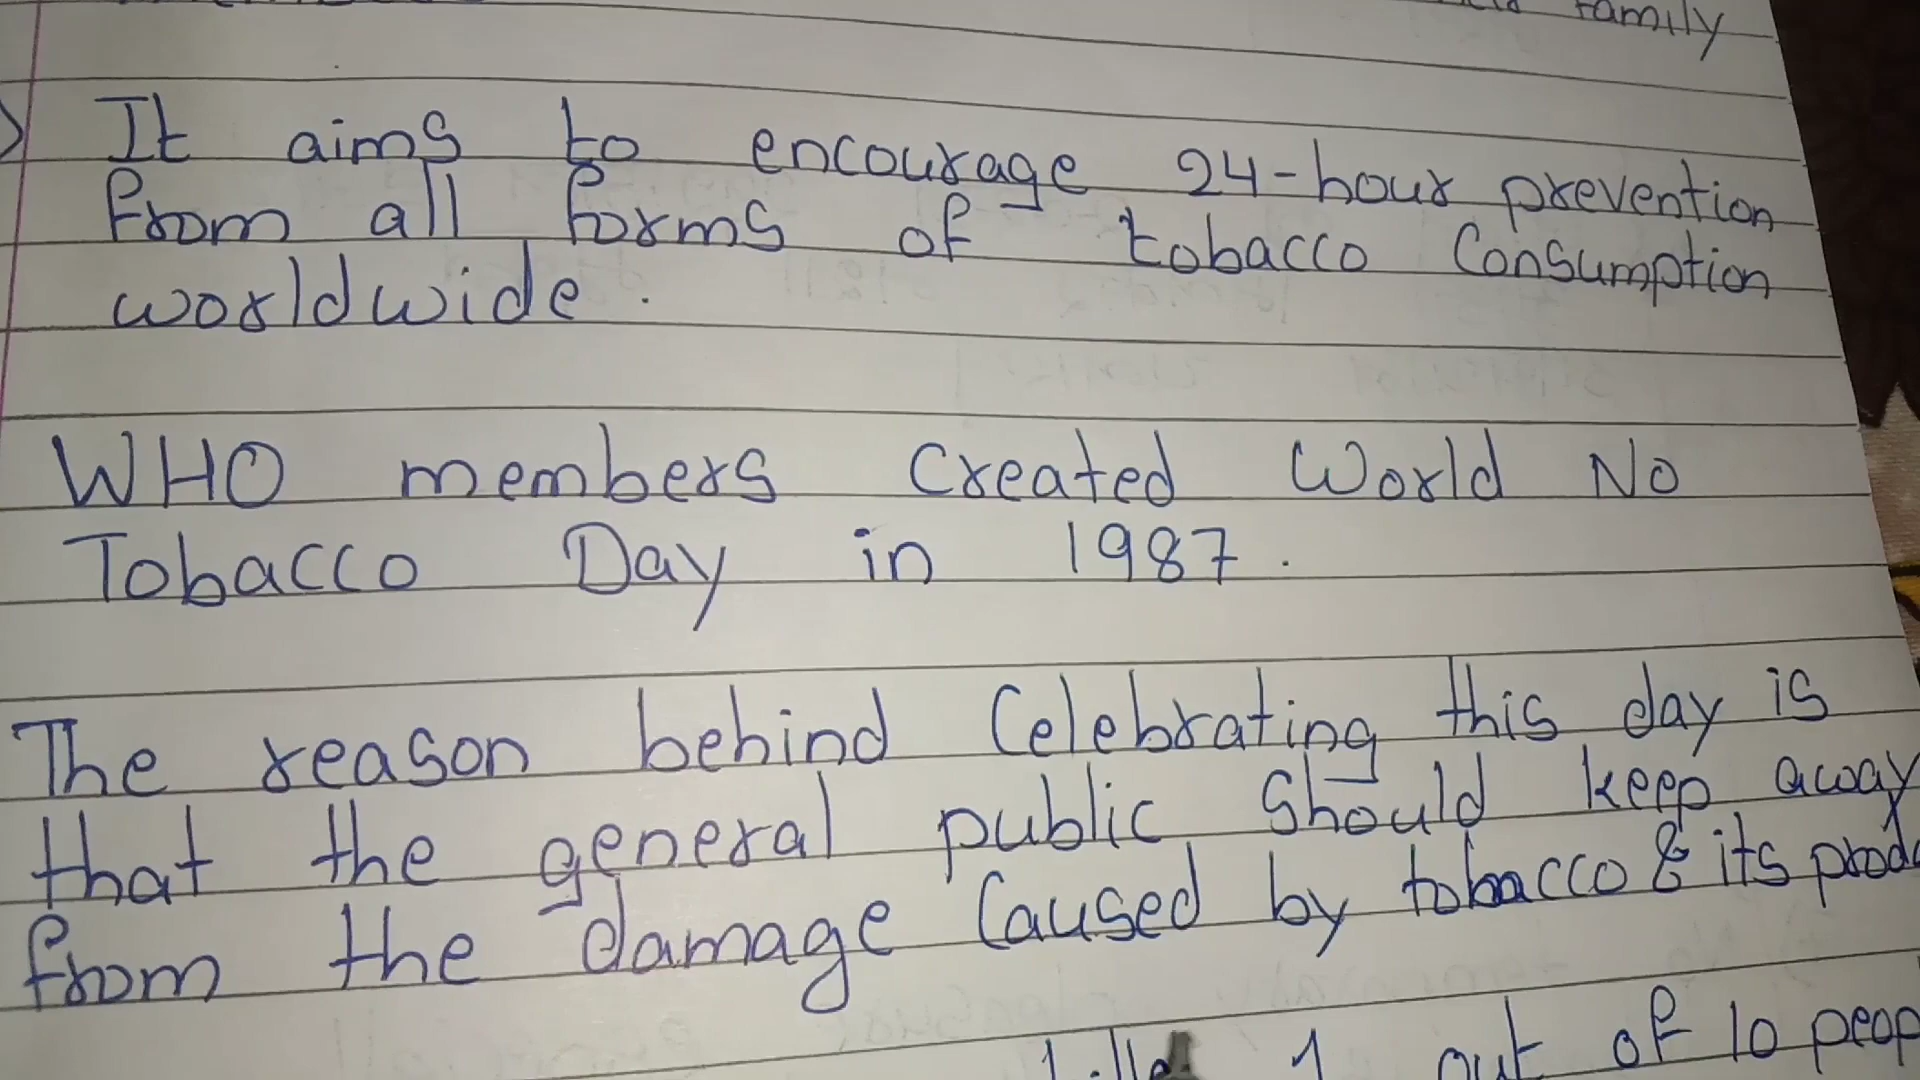 family
It aims to encourage 24-hour prevention
from all forms of tobacco Consumption
worldwide.
WHO members Created World No
Tobacco Day in 1987.
The reason behind Celebrating this day is
that the general public Should keep away
from the damage Caused by tobacco & its
1 out of 10